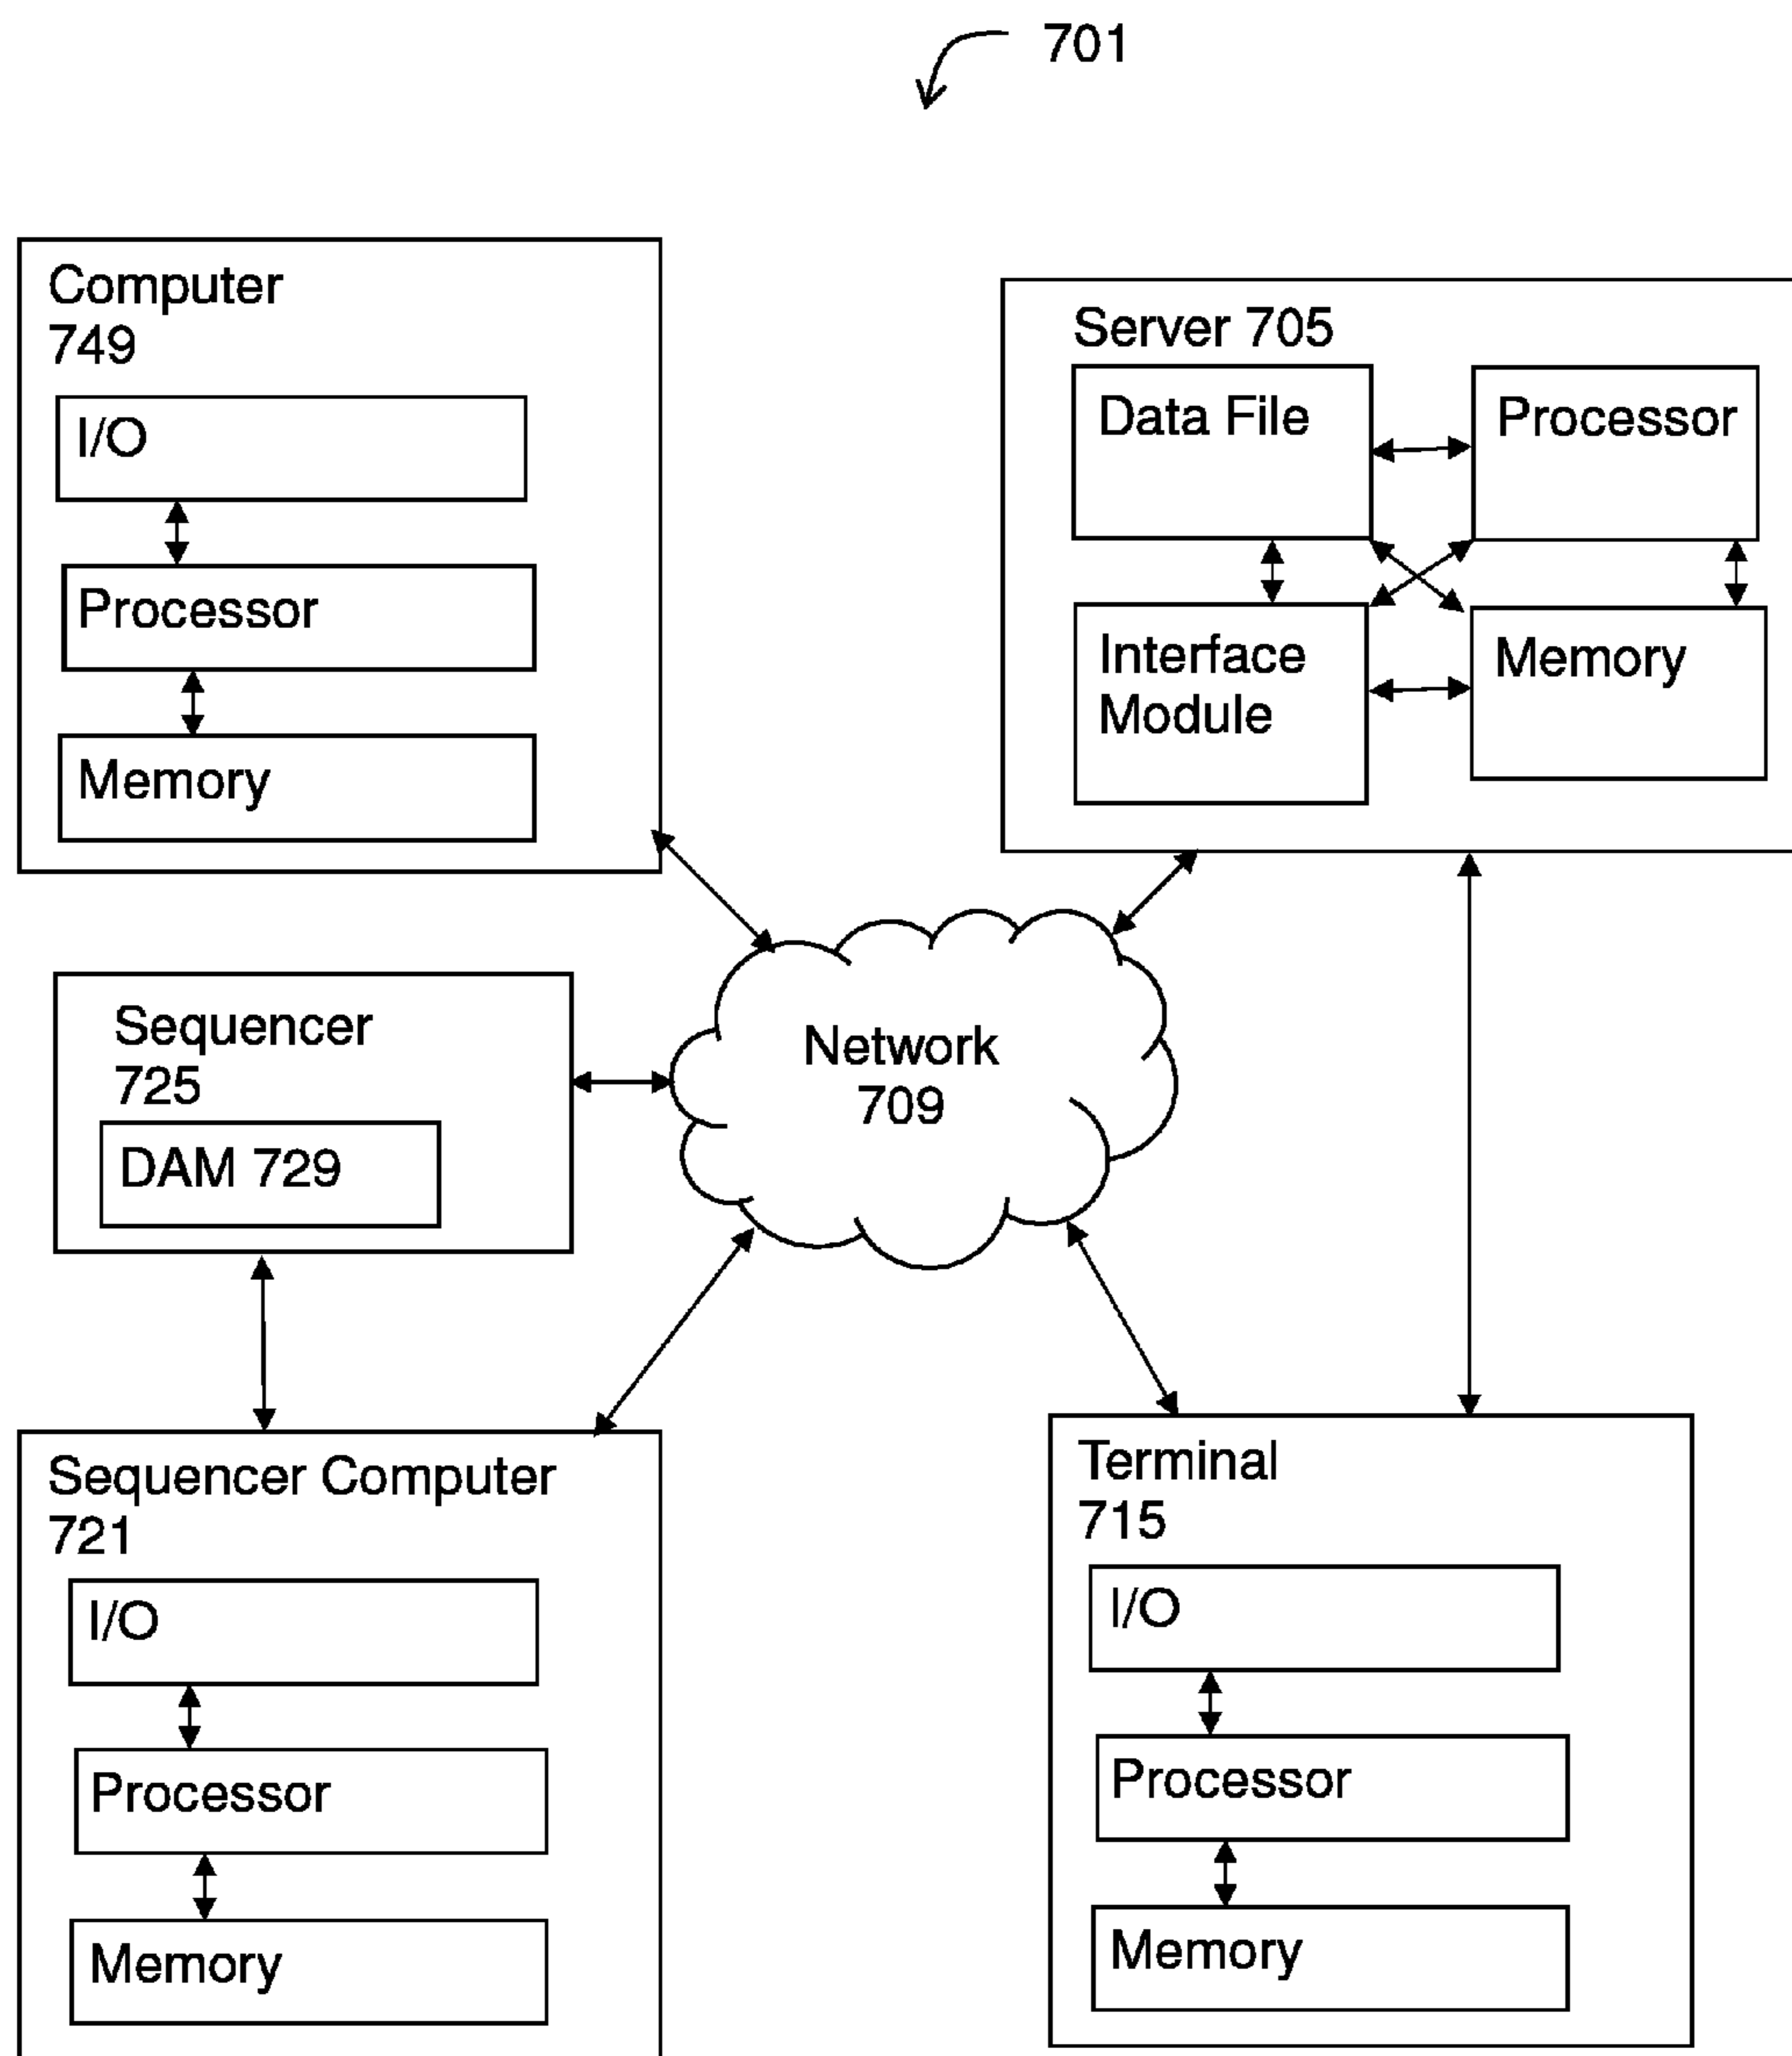 701
Computer
749
I/O
Processor
Memory
Server 705
Data File
Processor
Interface
Module
Memory
Sequencer
725
DAM 729
Network
709
Sequencer Computer
721
I/O
Processor
Memory
Terminal
715
I/O
Processor
Memory